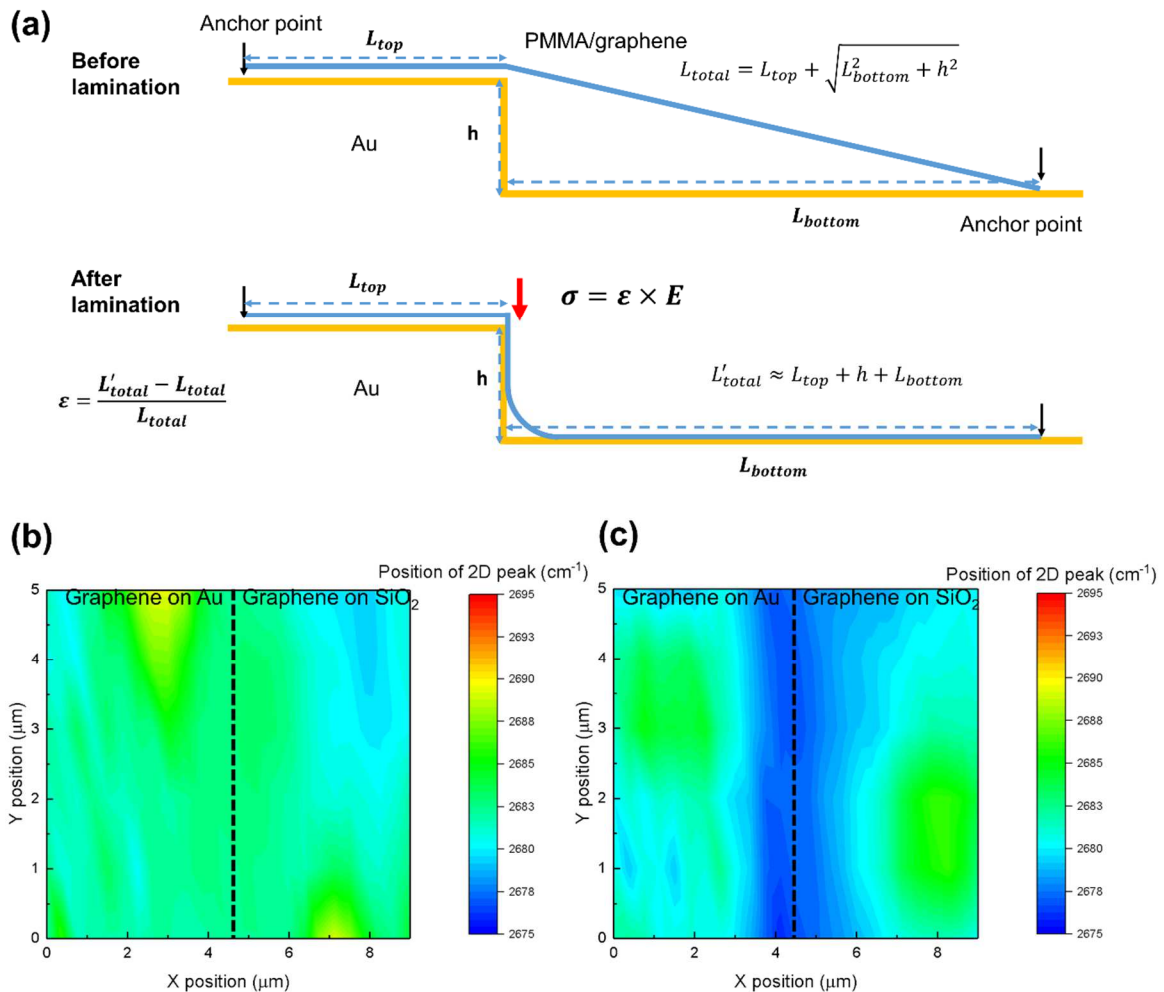 (a)
Anchor point
L_top
PMMA/graphene
L_total = L_top + √(L²_bottom + h²)
Before
lamination
h
Au
L_bottom
Anchor point
After
lamination
L_top
σ = ε × E
ε = (L'_total − L_total) / L_total
Au
h
L'_total ≈ L_top + h + L_bottom
L_bottom
(b)
Position of 2D peak (cm⁻¹)
Graphene on Au
Graphene on SiO₂
5
4
3
2
1
0
Y position (μm)
0 2 4 6 8
X position (μm)
2695
2693
2690
2688
2685
2683
2680
2678
2675
(c)
Position of 2D peak (cm⁻¹)
Graphene on Au
Graphene on SiO₂
5
4
3
2
1
0
Y position (μm)
0 2 4 6 8
X position (μm)
2695
2693
2690
2688
2685
2683
2680
2678
2675